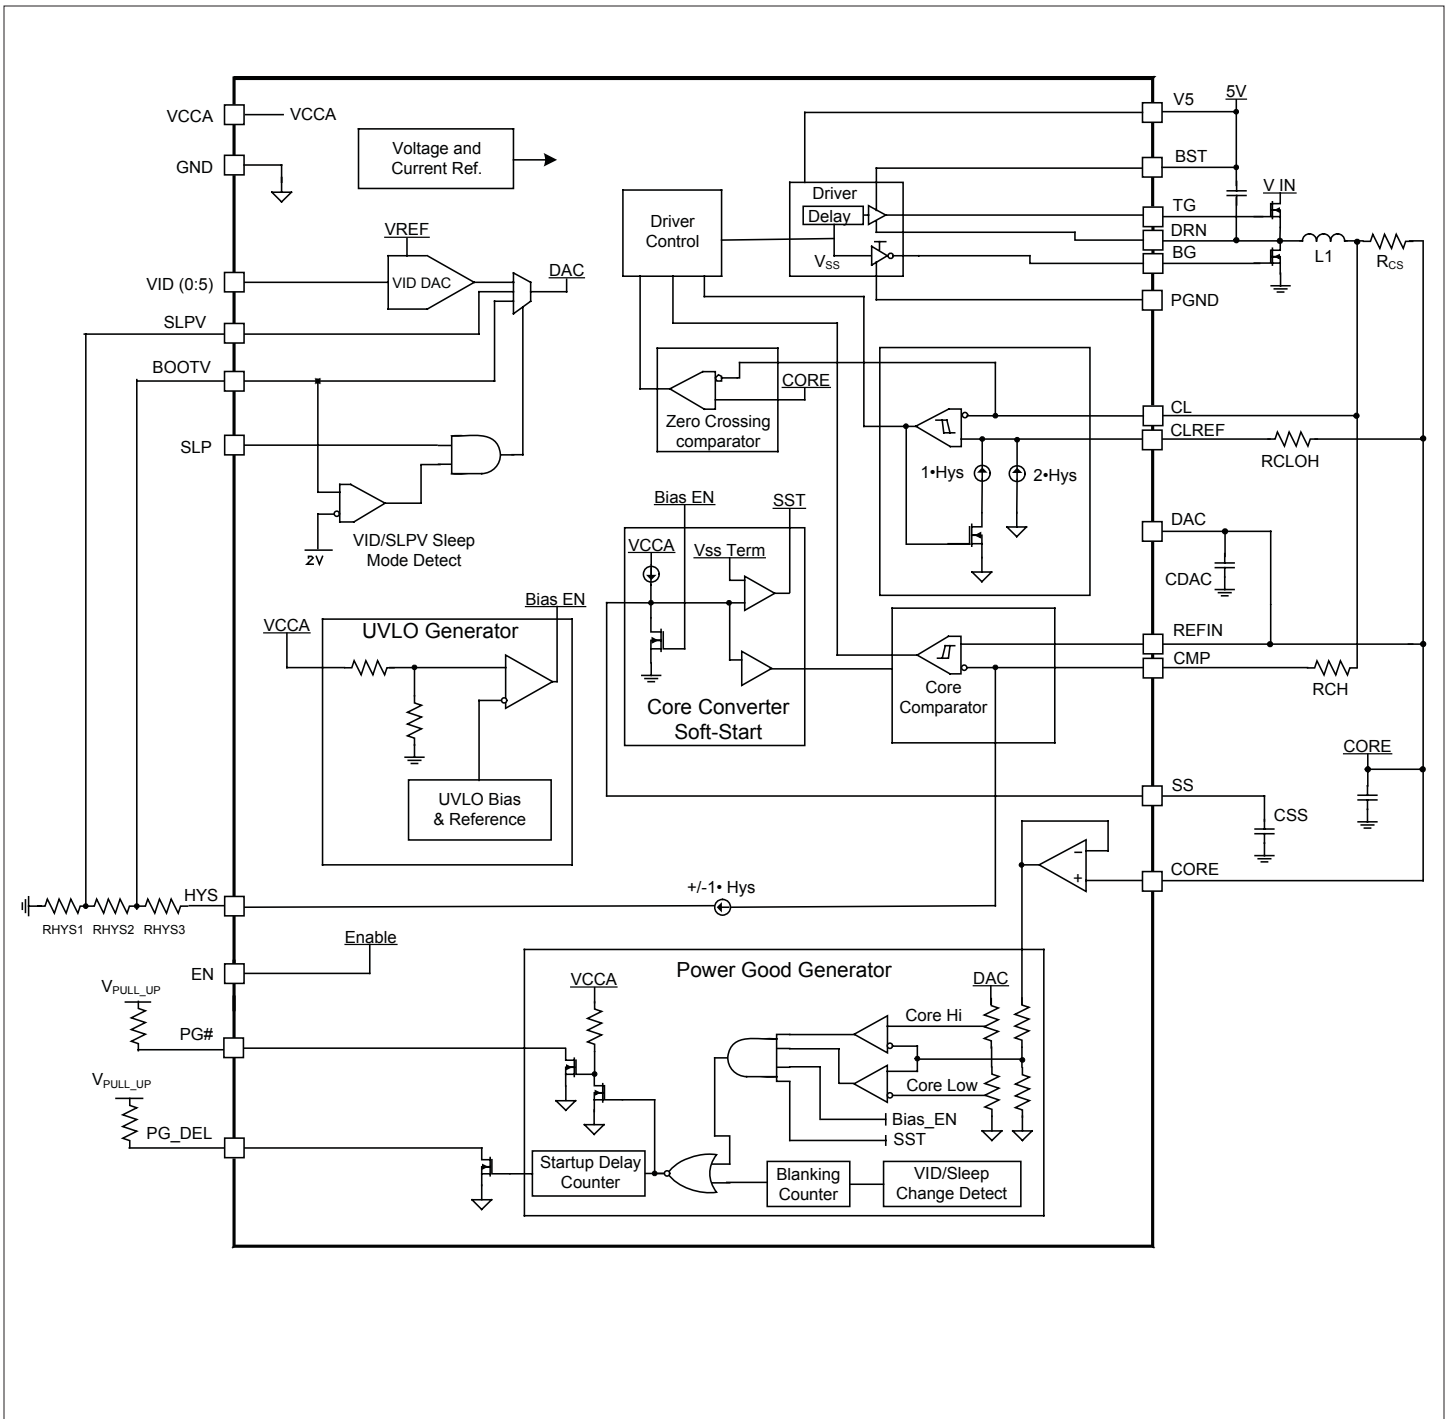 VCCA
VCCA
GND
Voltage and
Current Ref.
VREF
VID (0:5)
VID DAC
DAC
SLPV
BOOTV
SLP
2V
VID/SLPV Sleep
Mode Detect
V5
5V
BST
Driver
Delay
TG
V IN
DRN
BG
VSS
L1
RCS
PGND
Driver
Control
CORE
Zero Crossing
comparator
CL
CLREF
RCLOH
1•Hys
2•Hys
Bias EN
SST
VCCA
Vss Term
Core Converter
Soft-Start
DAC
CDAC
Bias EN
VCCA
UVLO Generator
UVLO Bias
& Reference
REFIN
CMP
RCH
Core
Comparator
CORE
SS
CSS
CORE
−
+
HYS
+/-1• Hys
RHYS1
RHYS2
RHYS3
Enable
EN
VPULL_UP
PG#
VPULL_UP
PG_DEL
Power Good Generator
VCCA
DAC
Core Hi
Core Low
Bias_EN
SST
Startup Delay
Counter
Blanking
Counter
VID/Sleep
Change Detect